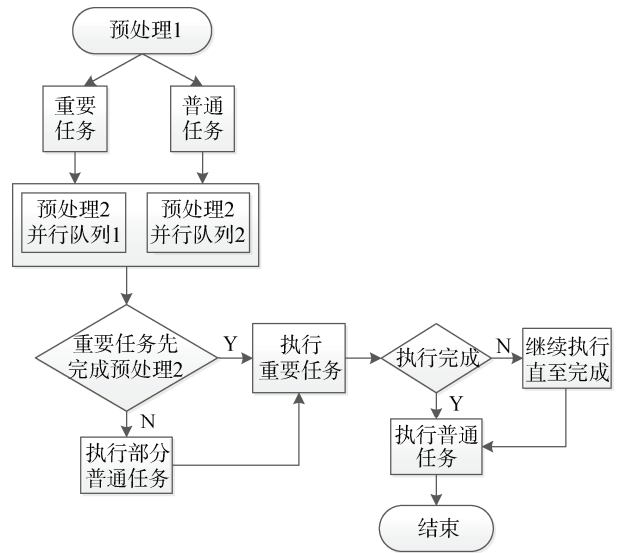 预处理1
重要
任务
普通
任务
预处理2
并行队列1
预处理2
并行队列2
重要任务先
完成预处理2
Y
N
执行
重要任务
执行部分
普通任务
执行完成
N
Y
继续执行
直至完成
执行普通
任务
结束